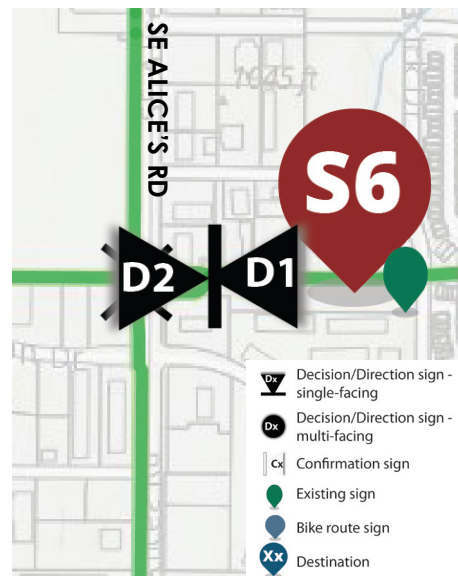 SE ALICE'S RD
1045 ft
S6
D2
D1
Dx
Decision/Direction sign -
single-facing
Dx
Decision/Direction sign -
multi-facing
Cx
Confirmation sign
Existing sign
Bike route sign
Xx
Destination